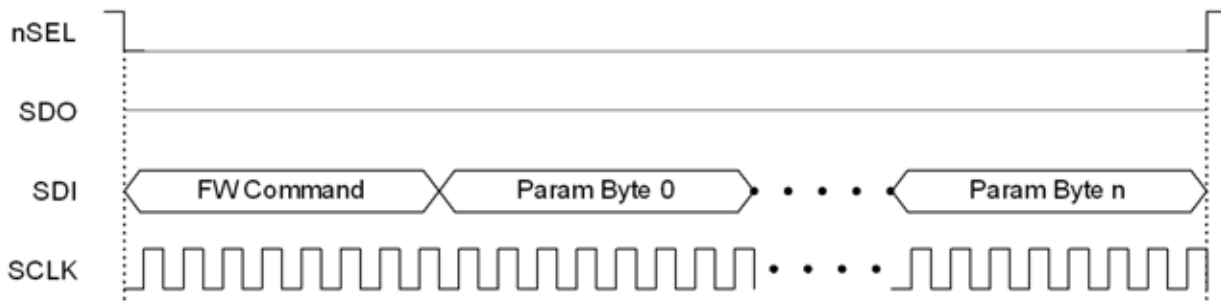 nSEL
SDO
SDI FW Command Param Byte 0 Param Byte n
SCLK